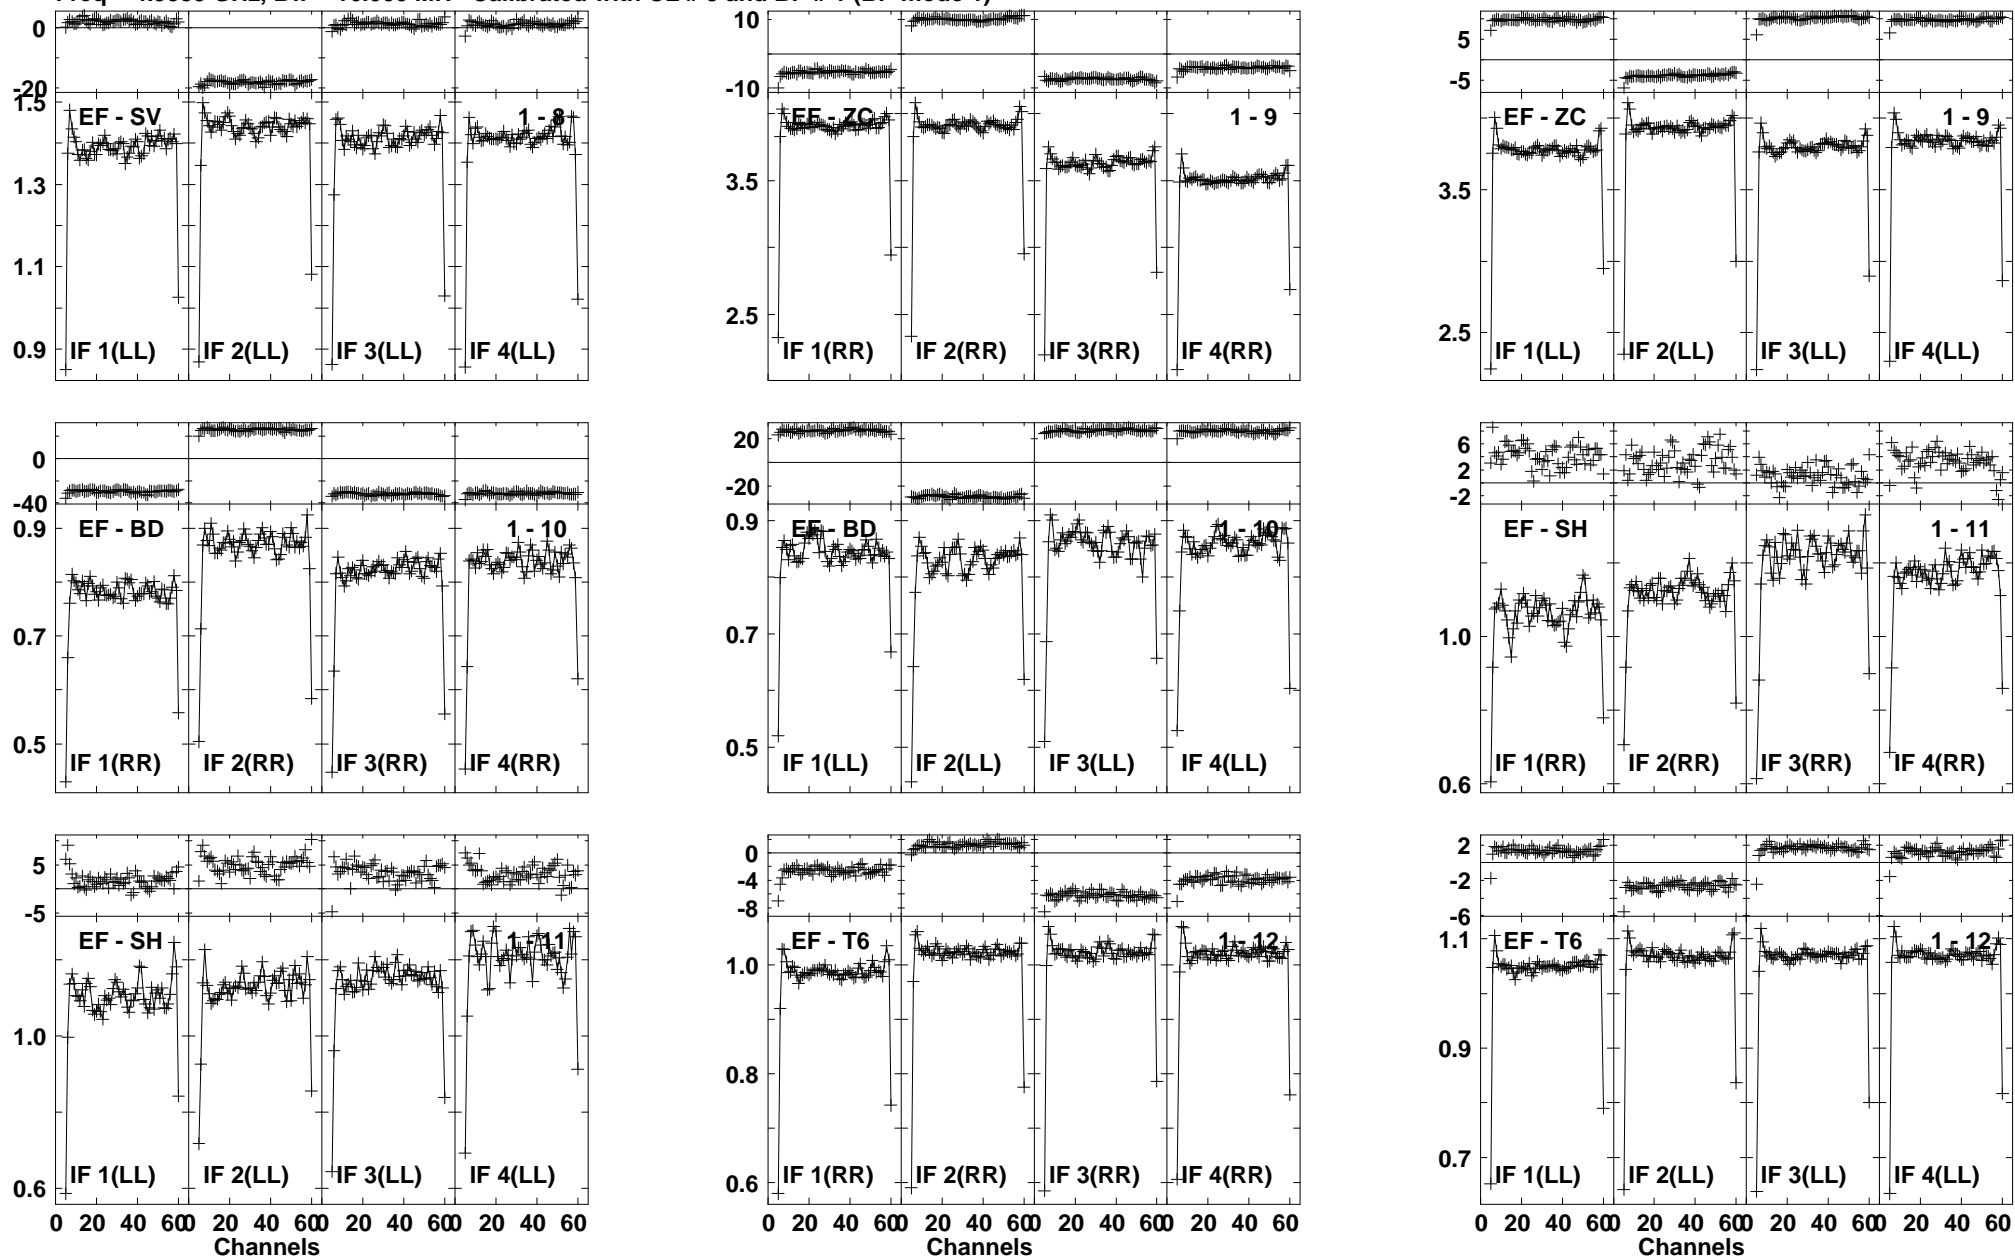 0
-20
1.5
1.3
1.1
0.9
EF - SV
1 - 8
IF 1(LL)
IF 2(LL)
IF 3(LL)
IF 4(LL)
10
-10
3.5
2.5
EF - ZC
1 - 9
IF 1(RR)
IF 2(RR)
IF 3(RR)
IF 4(RR)
5
-5
3.5
2.5
EF - ZC
1 - 9
IF 1(LL)
IF 2(LL)
IF 3(LL)
IF 4(LL)
0
-40
0.9
0.7
0.5
EF - BD
1 - 10
IF 1(RR)
IF 2(RR)
IF 3(RR)
IF 4(RR)
20
-20
0.9
0.7
0.5
EF - BD
1 - 10
IF 1(LL)
IF 2(LL)
IF 3(LL)
IF 4(LL)
6
2
-2
1.0
0.6
EF - SH
1 - 11
IF 1(RR)
IF 2(RR)
IF 3(RR)
IF 4(RR)
5
-5
1.0
0.6
EF - SH
1 - 11
IF 1(LL)
IF 2(LL)
IF 3(LL)
IF 4(LL)
0 20 40 60 0 20 40 60 0 20 40 60 0 20 40 60
Channels
0
-4
-8
1.0
0.8
0.6
EF - T6
1 - 12
IF 1(RR)
IF 2(RR)
IF 3(RR)
IF 4(RR)
0 20 40 60 0 20 40 60 0 20 40 60 0 20 40 60
Channels
2
-2
-6
1.1
0.9
0.7
EF - T6
1 - 12
IF 1(LL)
IF 2(LL)
IF 3(LL)
IF 4(LL)
0 20 40 60 0 20 40 60 0 20 40 60 0 20 40 60
Channels